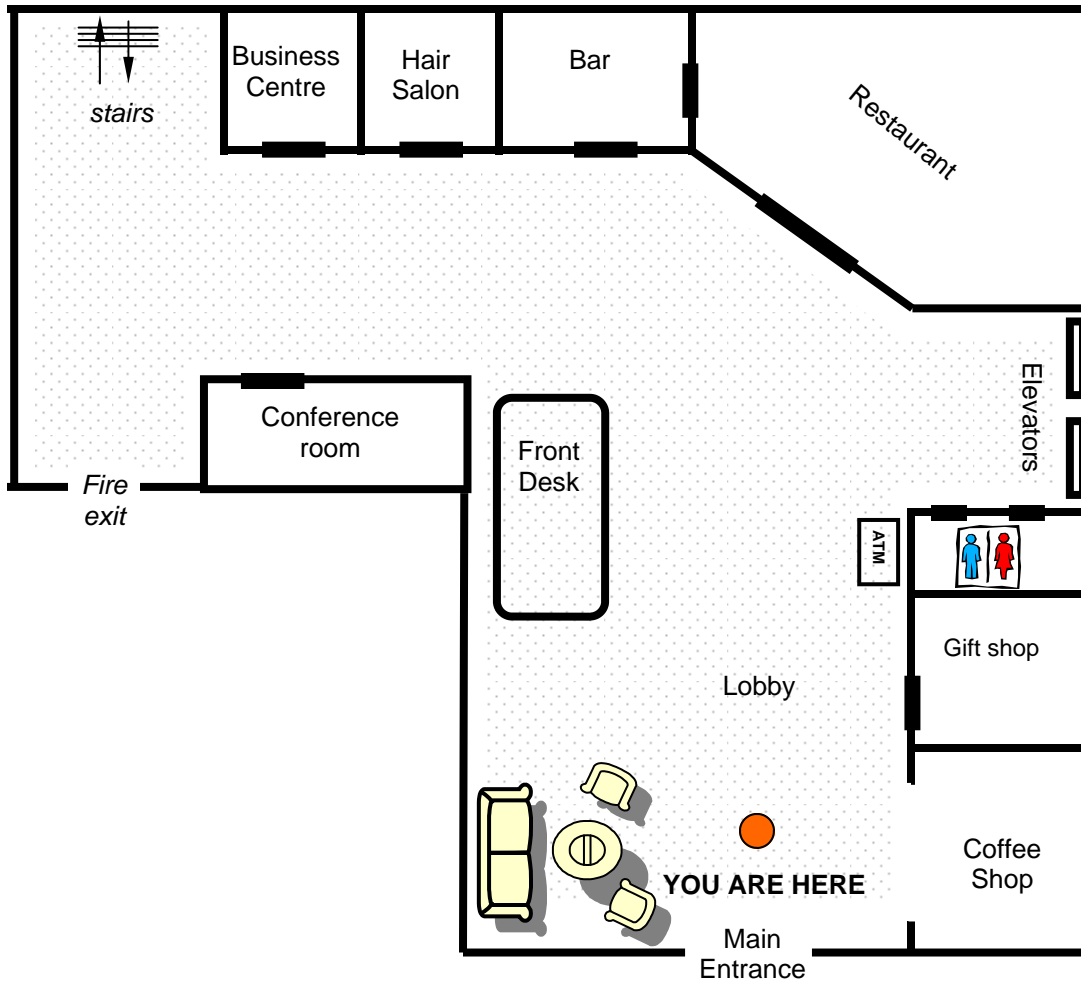 Business
Centre
Hair
Salon
Bar
Restaurant
stairs
Elevators
Conference
room
Front
Desk
Fire
exit
ATM
Gift shop
Lobby
Coffee
Shop
YOU ARE HERE
Main
Entrance